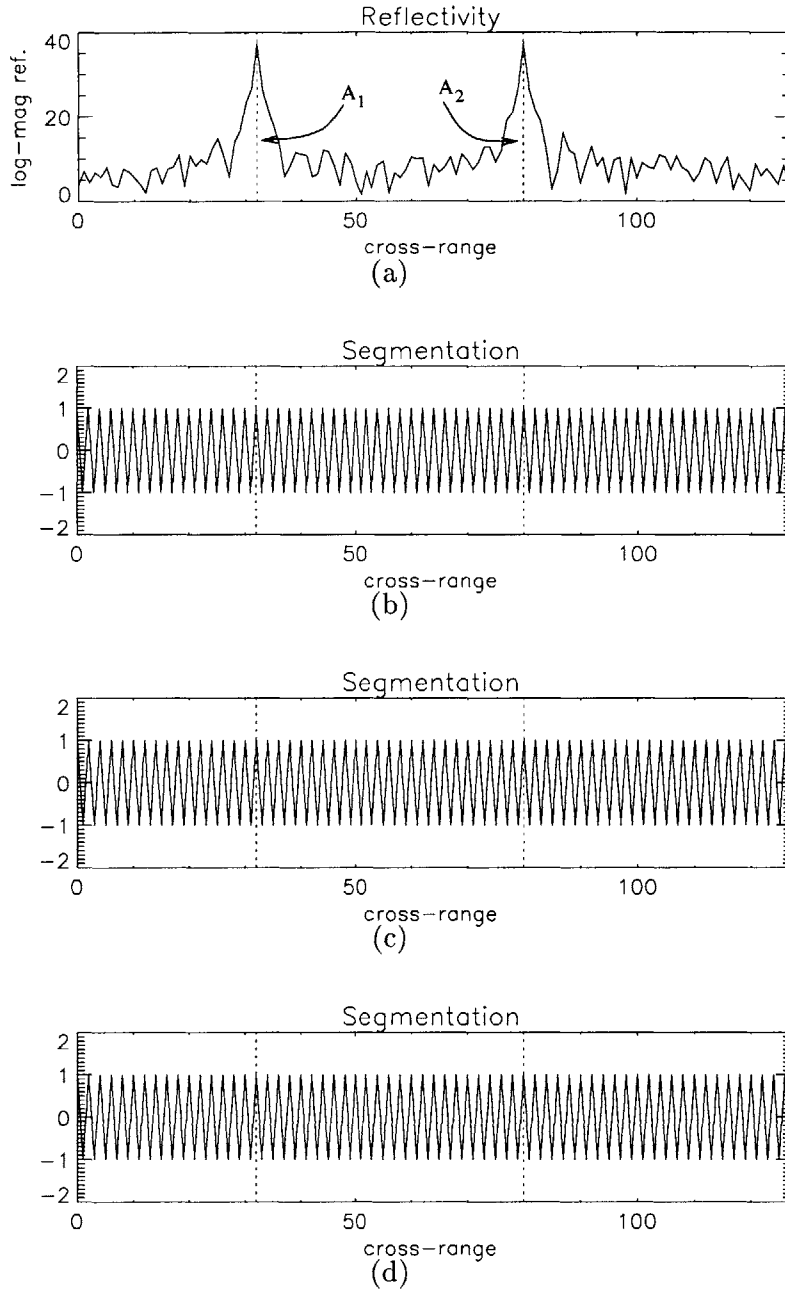 Reflectivity
log-mag ref.
40
20
0
A1
A2
0
50
100
cross-range
(a)
Segmentation
2
1
0
-1
-2
0
50
100
cross-range
(b)
Segmentation
2
1
0
-1
-2
0
50
100
cross-range
(c)
Segmentation
2
1
0
-1
-2
0
50
100
cross-range
(d)